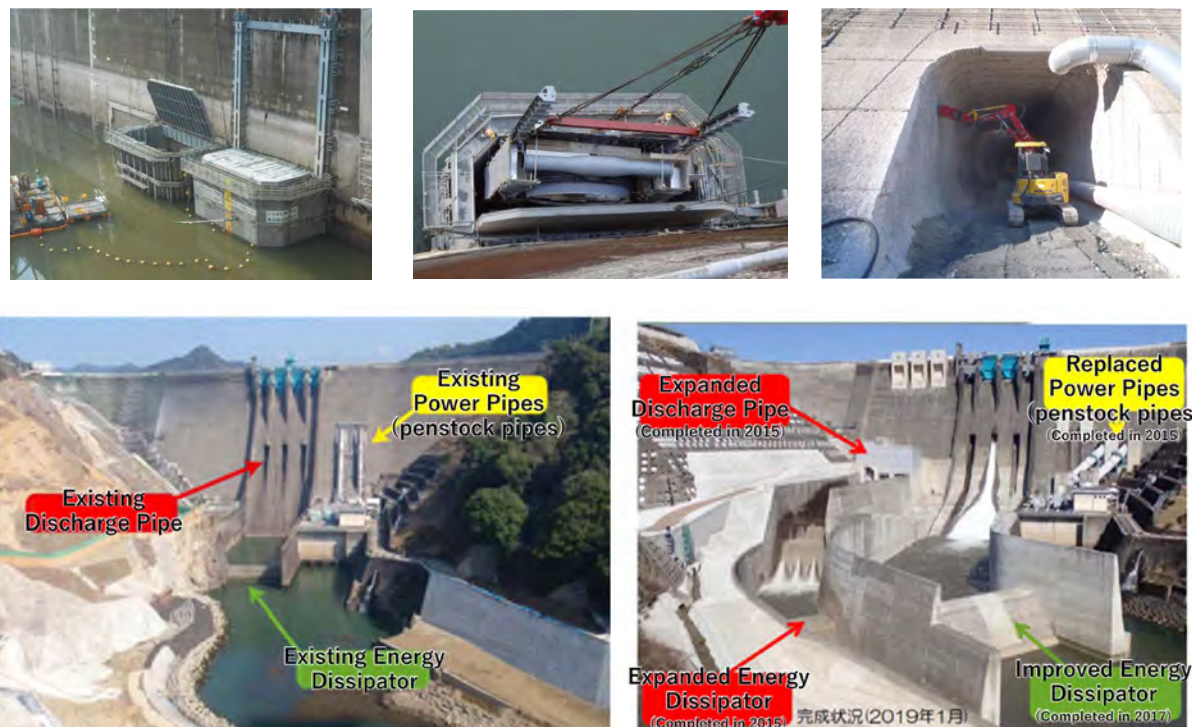 Existing
Power Pipes
(penstock pipes)
Existing
Discharge Pipe
Existing Energy
Dissipator
Expanded
Discharge Pipe
(Completed in 2015)
Replaced
Power Pipes
(penstock pipes)
(Completed in 2015)
Expanded Energy
Dissipator
(Completed in 2015)
Improved Energy
Dissipator
(Completed in 2017)
完成状況(2019年1月)